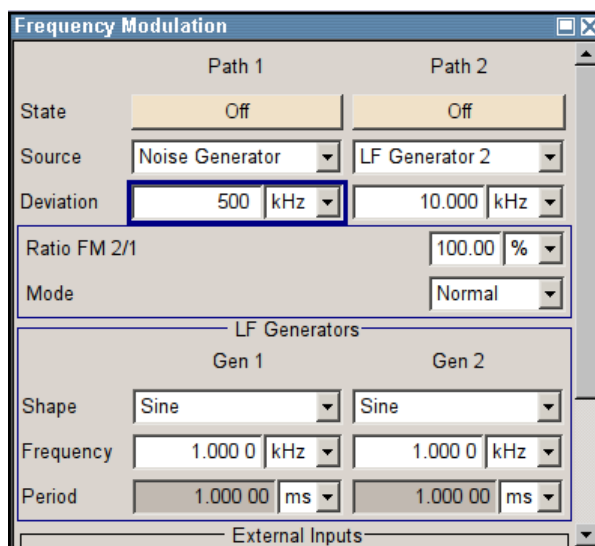 Frequency Modulation
Path 1 Path 2
State Off Off
Source Noise Generator LF Generator 2
Deviation 500 kHz 10.000 kHz
Ratio FM 2/1 100.00 %
Mode Normal
LF Generators
Gen 1 Gen 2
Shape Sine Sine
Frequency 1.000 0 kHz 1.000 0 kHz
Period 1.000 00 ms 1.000 00 ms
External Inputs